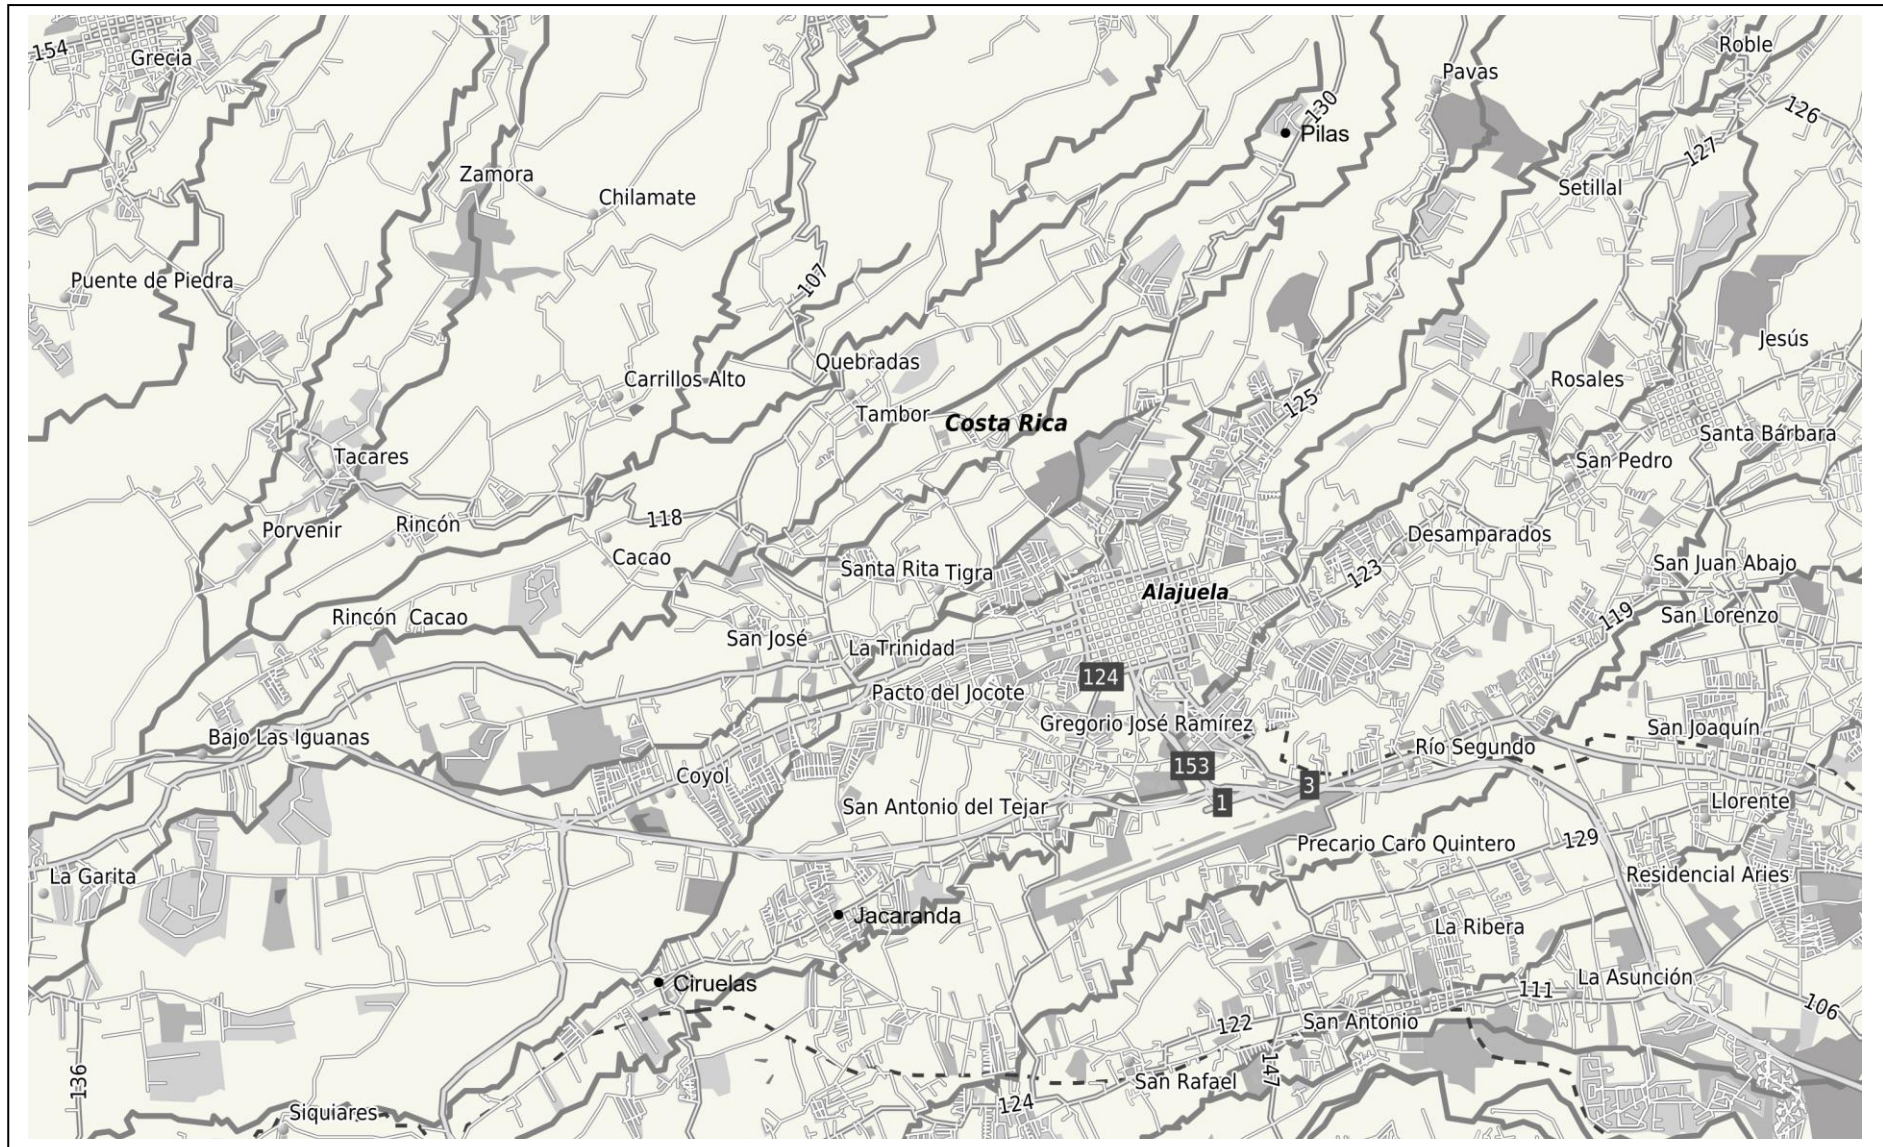 154
Grecia
Roble
Pavas
126
130
Pilas
127
Zamora
Chilamate
Setillal
Puente de Piedra
107
Jesús
Quebradas
Carrillos Alto
Rosales
125
Tambor
Costa Rica
Santa Bárbara
Tacares
San Pedro
118
Porvenir
Rincón
Desamparados
Cacao
Santa Rita
Tigra
123
San Juan Abajo
Alajuela
Rincón Cacao
119
San Lorenzo
San José
La Trinidad
124
Pacto del Jocote
Gregorio José Ramírez
San Joaquín
Bajo Las Iguanas
Río Segundo
153
Coyol
3
1
San Antonio del Tejar
Llorente
129
Precario Caro Quintero
La Garita
Residencial Aries
Jacaranda
La Ribera
Ciruelas
La Asunción
111
106
122
San Antonio
147
136
San Rafael
124
Siquiares